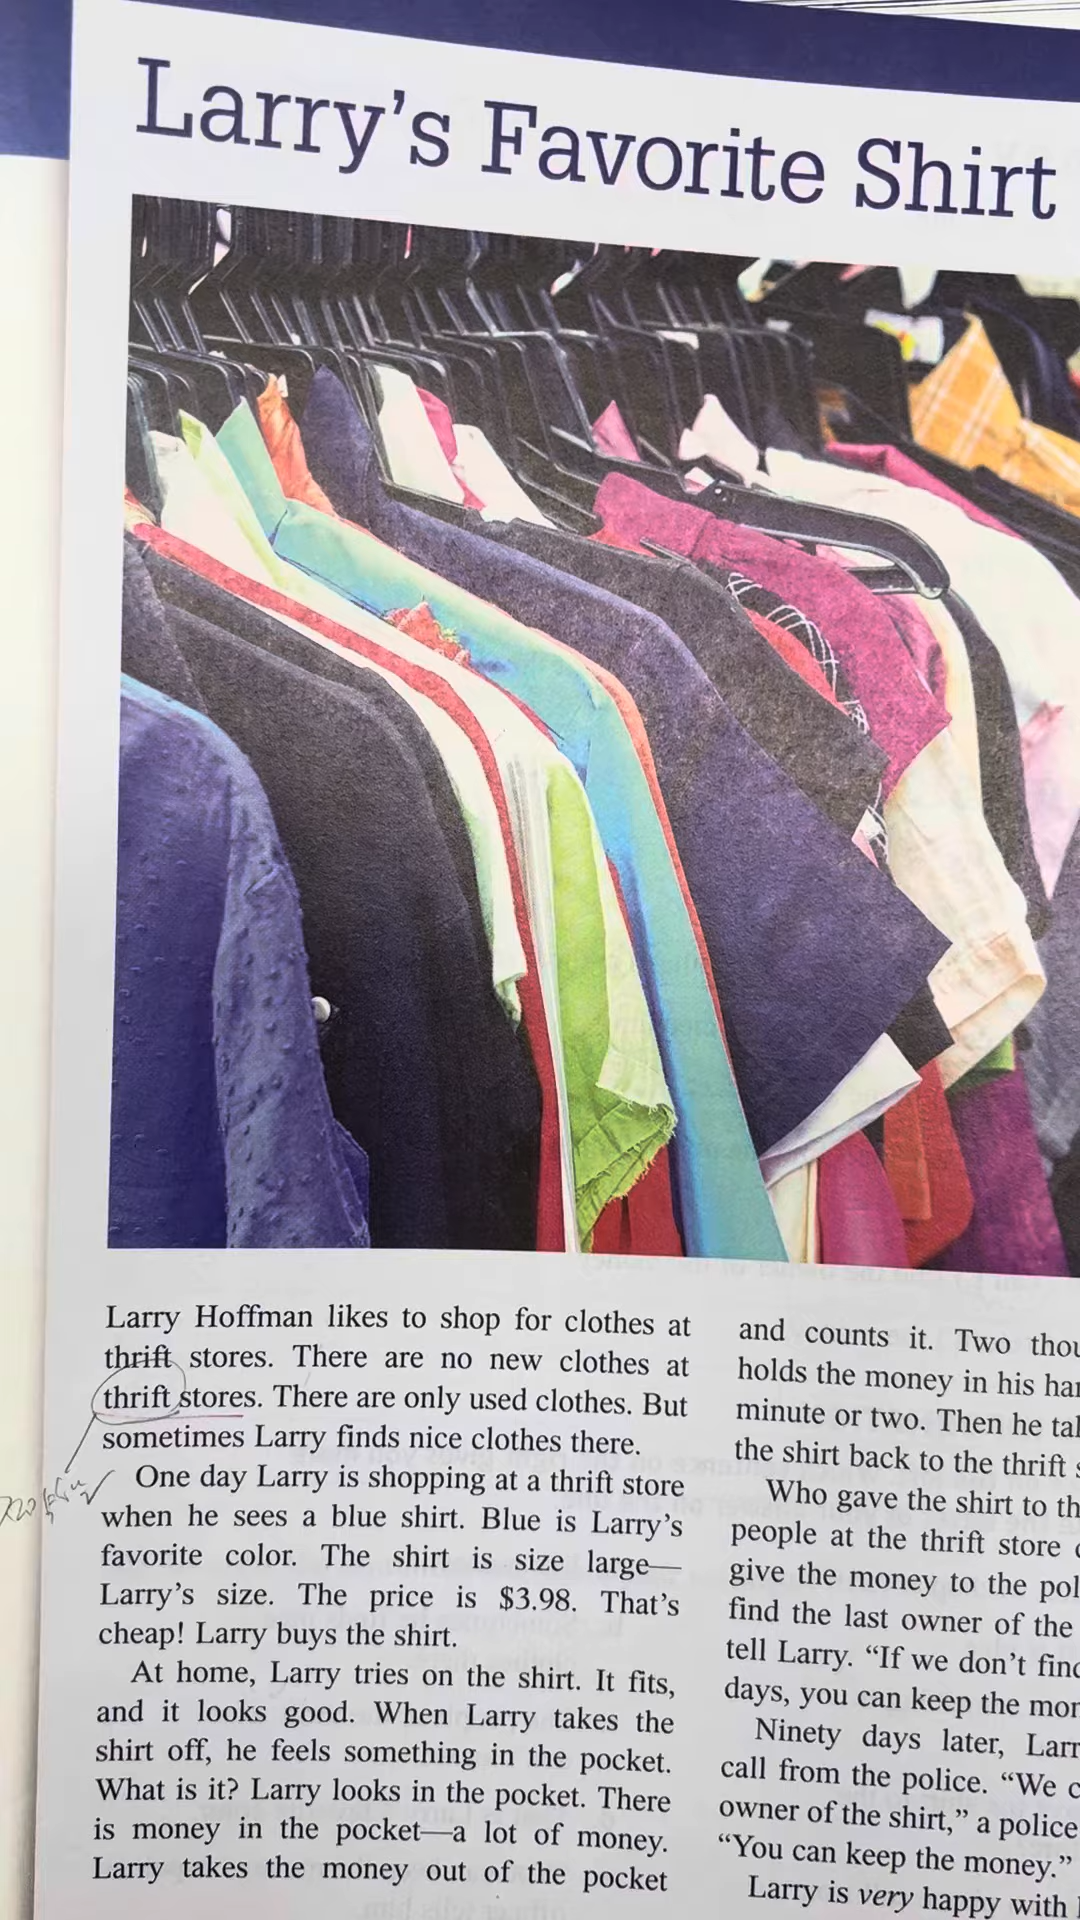 Larry's Favorite Shirt
Larry Hoffman likes to shop for clothes at
thrift stores. There are no new clothes at
thrift stores. There are only used clothes. But
sometimes Larry finds nice clothes there.
One day Larry is shopping at a thrift store
when he sees a blue shirt. Blue is Larry's
favorite color. The shirt is size large—
Larry's size. The price is $3.98. That's
cheap! Larry buys the shirt.
At home, Larry tries on the shirt. It fits,
and it looks good. When Larry takes the
shirt off, he feels something in the pocket.
What is it? Larry looks in the pocket. There
is money in the pocket—a lot of money.
Larry takes the money out of the pocket
and counts it. Two
holds the money in his
minute or two. Then he
the shirt back to the thrift
Who gave the shirt to
people at the thrift store
give the money to the
find the last owner of the
tell Larry. "If we don't
days, you can keep the
Ninety days later,
call from the police. "We
owner of the shirt," a police
"You can keep the money."
Larry is very happy with